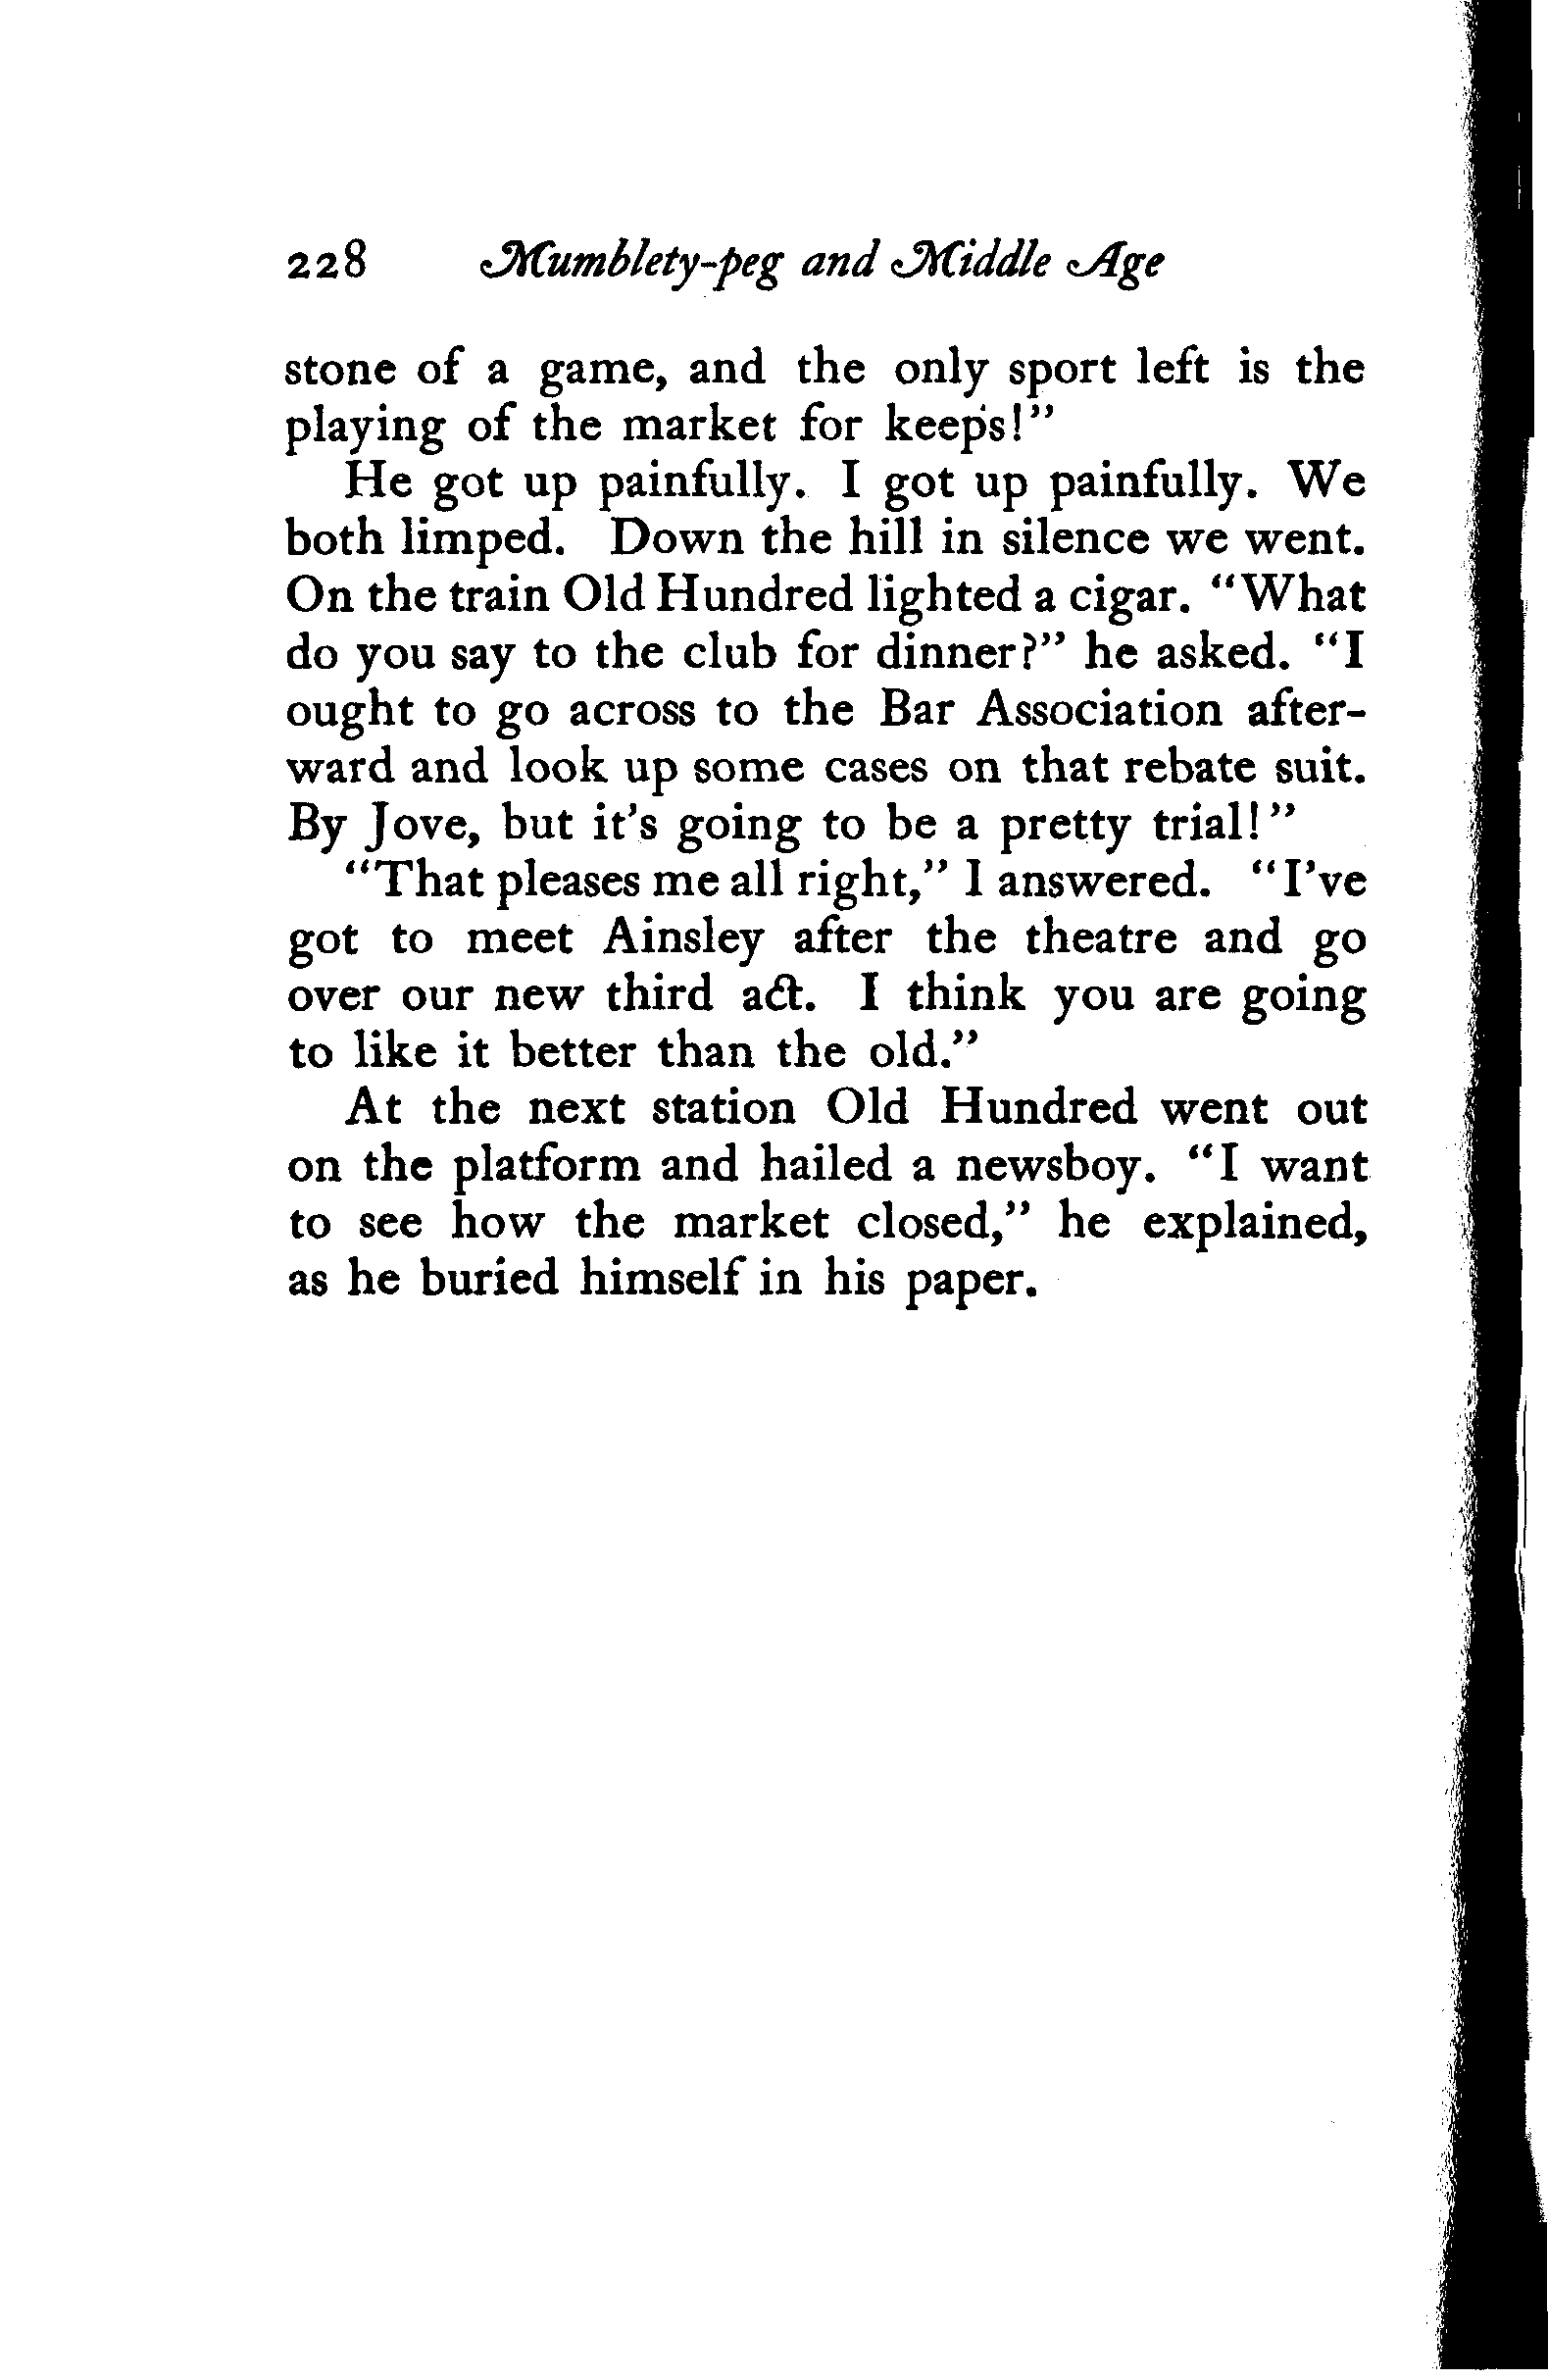 228 Mumblety-peg and Middle Age
stone of a game, and the only sport left is the
playing of the market for keeps!”
He got up painfully. I got up painfully. We
both limped. Down the hill in silence we went.
On the train Old Hundred lighted a cigar. “What
do you say to the club for dinner?” he asked. “I
ought to go across to the Bar Association after-
ward and look up some cases on that rebate suit.
By Jove, but it’s going to be a pretty trial!”
“That pleases me all right,” I answered. “I’ve
got to meet Ainsley after the theatre and go
over our new third act. I think you are going
to like it better than the old.”
At the next station Old Hundred went out
on the platform and hailed a newsboy. “I want
to see how the market closed,” he explained,
as he buried himself in his paper.